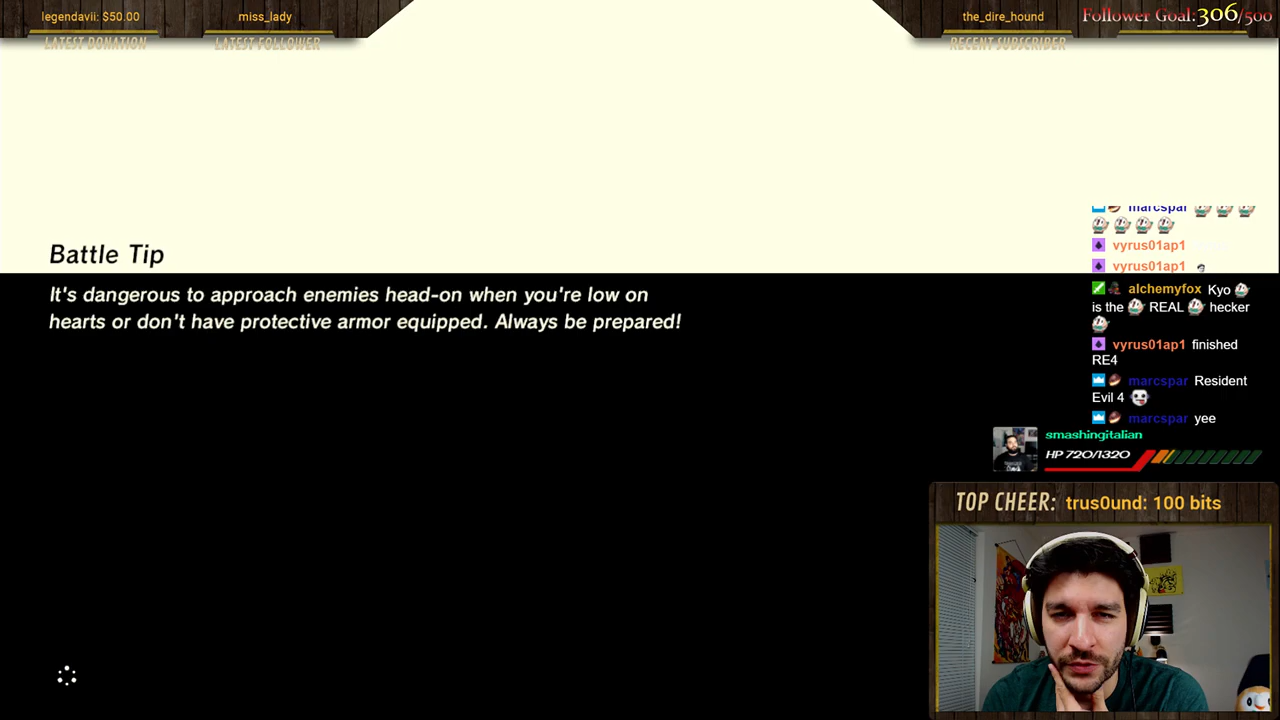 legendavii: $50.00
miss_lady
the_dire_hound
Follower Goal:306/500
LATEST DONATION
LATEST FOLLOWER
RECENT SUBSCRIBER
Battle Tip
It's dangerous to approach enemies head-on when you're low on
hearts or don't have protective armor equipped. Always be prepared!
marcspar
vyrus01ap1
vyrus01ap1
alchemyfox Kyo
is the REAL hecker
vyrus01ap1 finished
RE4
marcspar Resident
Evil 4
marcspar yee
smashingitalian
HP 720/1320
TOP CHEER: trus0und: 100 bits